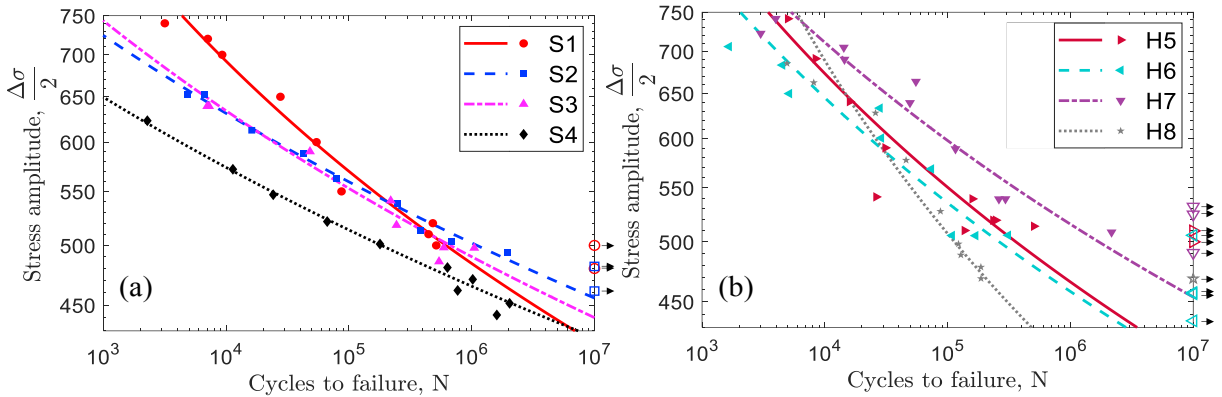 750
700
650
600
550
500
450
Stress amplitude, Δσ/2
S1
S2
S3
S4
(a)
10³ 10⁴ 10⁵ 10⁶ 10⁷
Cycles to failure, N
750
700
650
600
550
500
450
Stress amplitude, Δσ/2
H5
H6
H7
H8
(b)
10³ 10⁴ 10⁵ 10⁶ 10⁷
Cycles to failure, N